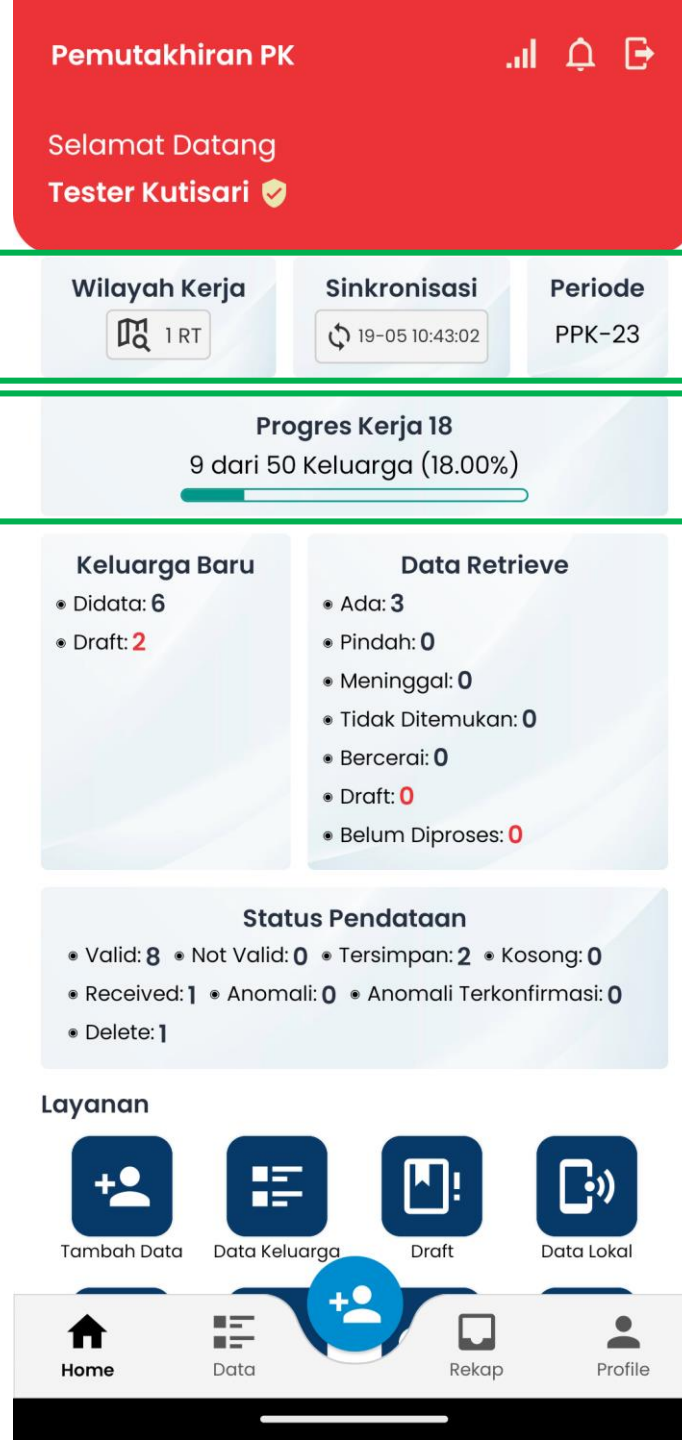 Pemutakhiran PK
Selamat Datang
Tester Kutisari
Wilayah Kerja
1 RT
Sinkronisasi
19-05 10:43:02
Periode
PPK-23
Progres Kerja 18
9 dari 50 Keluarga (18.00%)
Keluarga Baru
Didata: 6
Draft: 2
Data Retrieve
Ada: 3
Pindah: 0
Meninggal: 0
Tidak Ditemukan: 0
Bercerai: 0
Draft: 0
Belum Diproses: 0
Status Pendataan
Valid: 8 Not Valid: 0 Tersimpan: 2 Kosong: 0
Received: 1 Anomali: 0 Anomali Terkonfirmasi: 0
Delete: 1
Layanan
Tambah Data Data Keluarga Draft Data Lokal
Home Data Rekap Profile